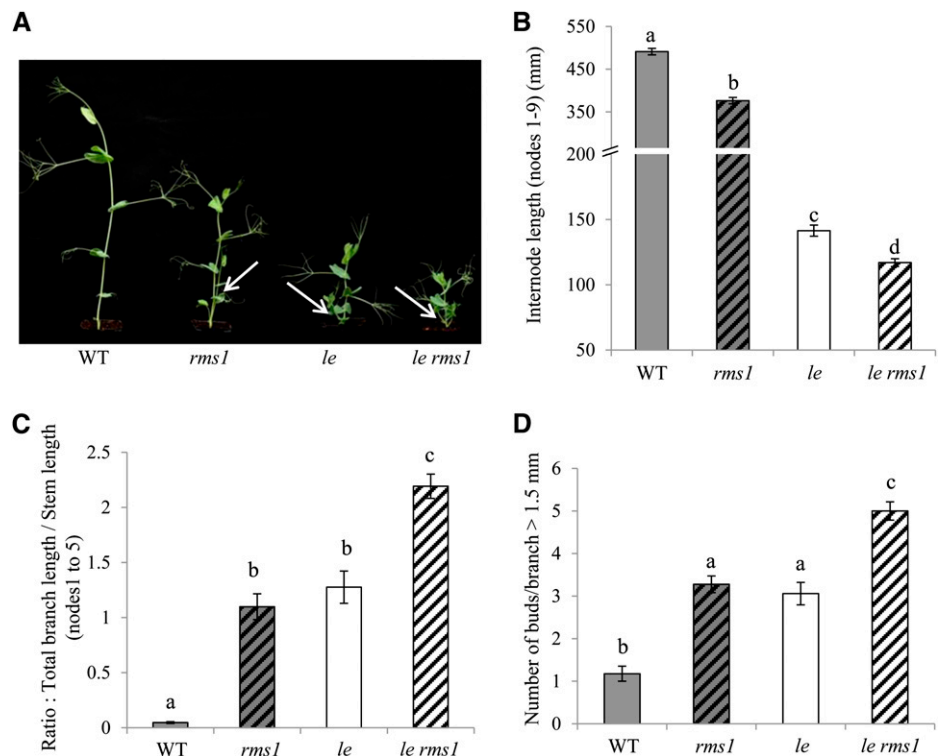 A
WT
rms1
le
le rms1
B
Internode length (nodes 1-9) (mm)
550
450
350
200
150
100
50
a
b
c
d
WT
rms1
le
le rms1
C
Ratio : Total branch length / Stem length
(nodes1 to 5)
2.5
2
1.5
1
0.5
0
a
b
b
c
WT
rms1
le
le rms1
D
Number of buds/branch > 1.5 mm
6
5
4
3
2
1
0
b
a
a
c
WT
rms1
le
le rms1